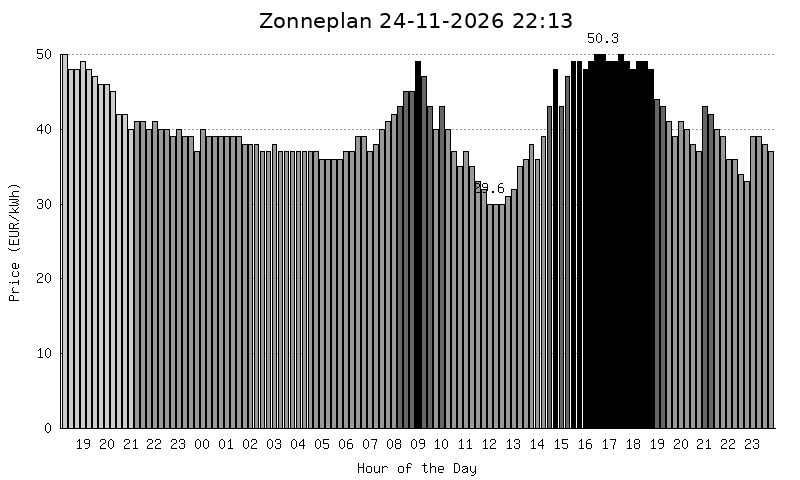 Zonneplan 24-11-2026 22:13
50.3
50
40
30
20
10
0
29.6
Price (EUR/kWh)
19 20 21 22 23 00 01 02 03 04 05 06 07 08 09 10 11 12 13 14 15 16 17 18 19 20 21 22 23
Hour of the Day